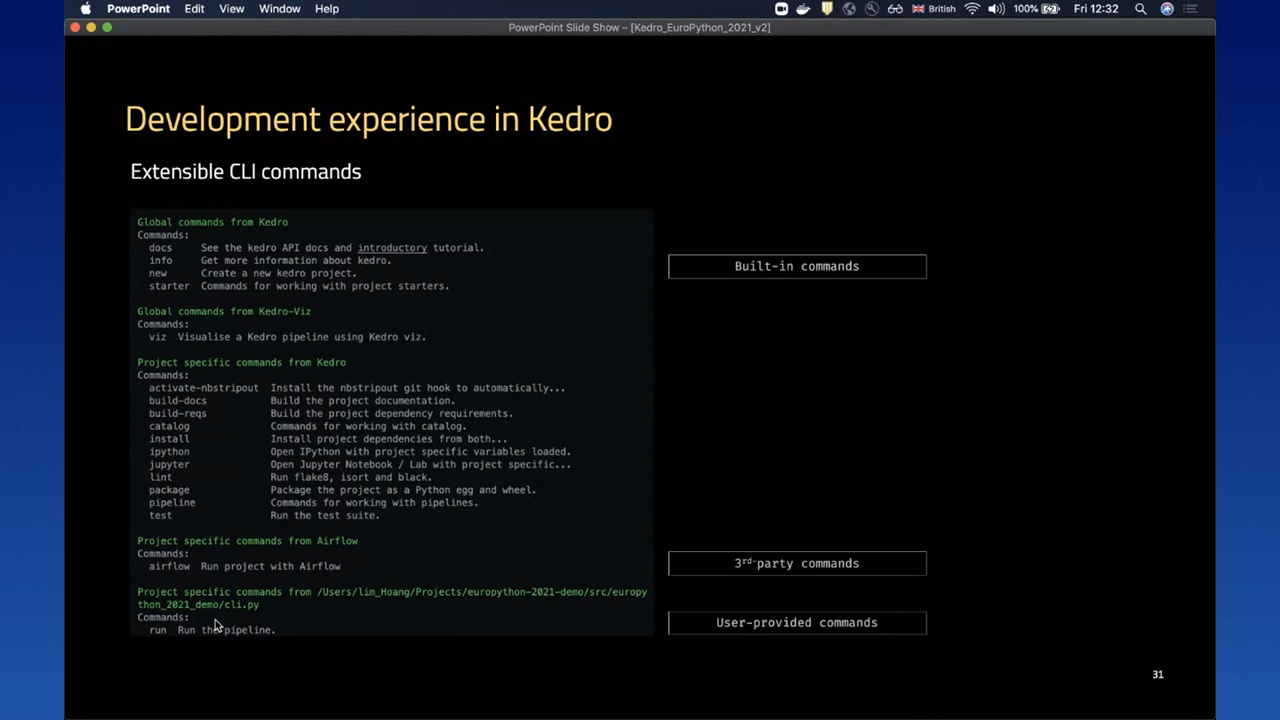 PowerPoint Edit View Window Help British 100% Fri 12:32
PowerPoint Slide Show – [Kedro_EuroPython_2021_v2]
Development experience in Kedro
Extensible CLI commands
Global commands from Kedro
Commands:
docs See the kedro API docs and introductory tutorial.
info Get more information about kedro.
new Create a new kedro project.
starter Commands for working with project starters.
Global commands from Kedro-Viz
Commands:
viz Visualise a Kedro pipeline using Kedro viz.
Project specific commands from Kedro
Commands:
activate-nbstripout Install the nbstripout git hook to automatically...
build-docs Build the project documentation.
build-reqs Build the project dependency requirements.
catalog Commands for working with catalog.
install Install project dependencies from both...
ipython Open IPython with project specific variables loaded.
jupyter Open Jupyter Notebook / Lab with project specific...
lint Run flake8, isort and black.
package Package the project as a Python egg and wheel.
pipeline Commands for working with pipelines.
test Run the test suite.
Project specific commands from Airflow
Commands:
airflow Run project with Airflow
Project specific commands from /Users/lim_Hoang/Projects/europython-2021-demo/src/europy
thon_2021_demo/cli.py
Commands:
run Run the pipeline.
Built-in commands
3rd-party commands
User-provided commands
31